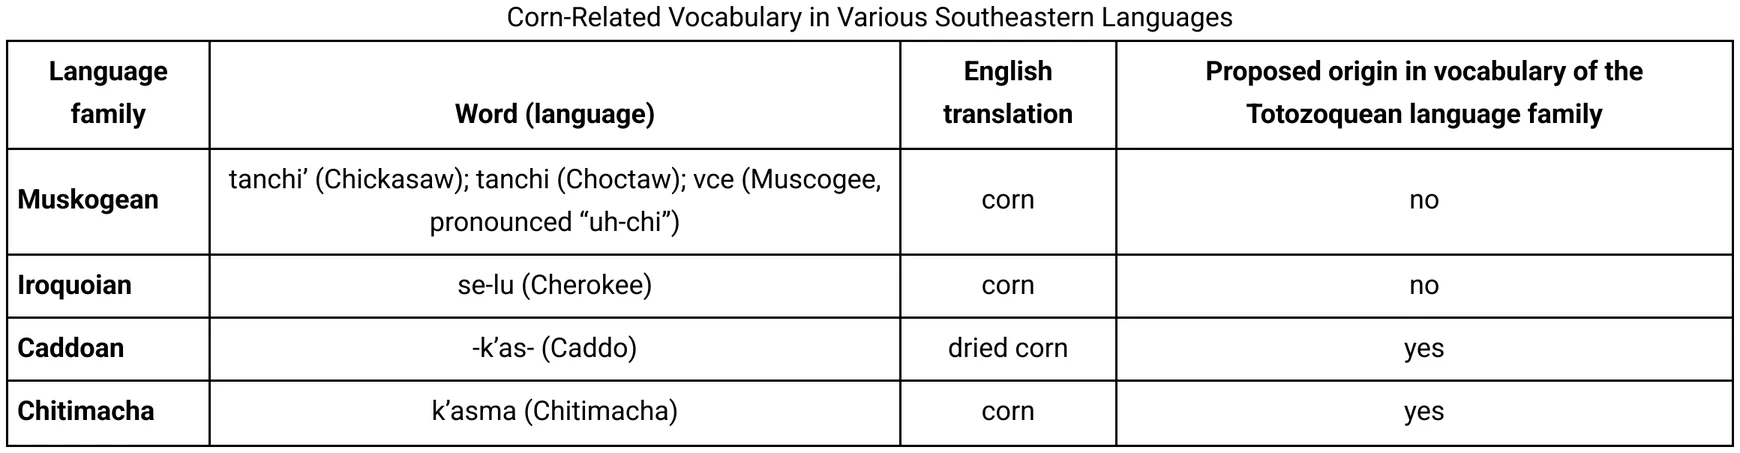 Corn-Related Vocabulary in Various Southeastern Languages
Language family | Word (language) | English translation | Proposed origin in vocabulary of the Totozoquean language family
Muskogean | tanchi’ (Chickasaw); tanchi (Choctaw); vce (Muscogee, pronounced “uh-chi”) | corn | no
Iroquoian | se-lu (Cherokee) | corn | no
Caddoan | -k’as- (Caddo) | dried corn | yes
Chitimacha | k’asma (Chitimacha) | corn | yes